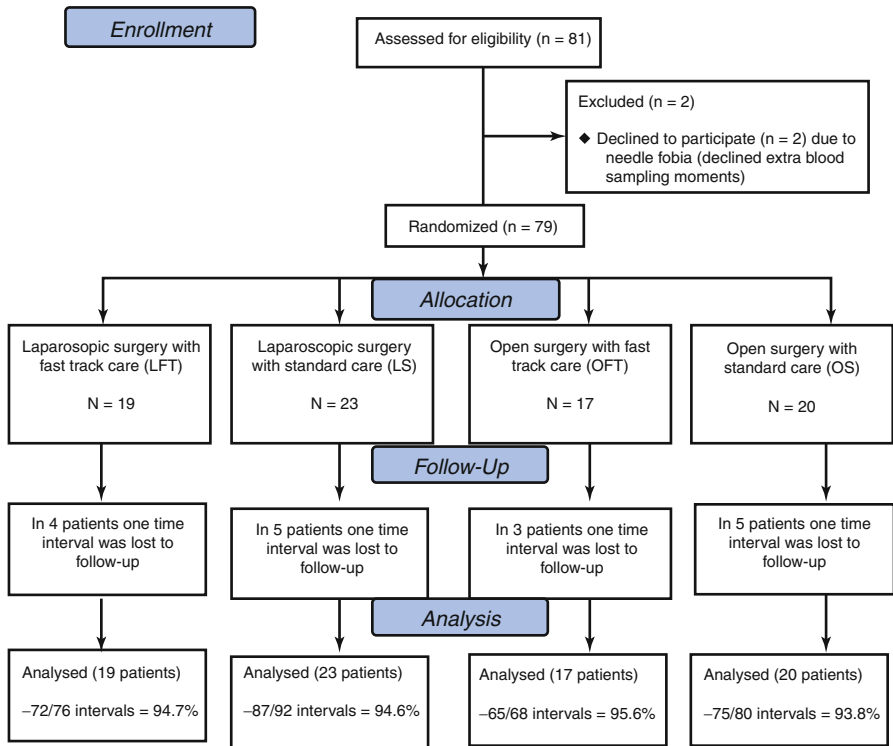 Enrollment
Assessed for eligibility (n = 81)
Excluded (n = 2)
◆ Declined to participate (n = 2) due to
needle fobia (declined extra blood
sampling moments)
Randomized (n = 79)
Allocation
Laparosopic surgery with
fast track care (LFT)
N = 19
Laparoscopic surgery
with standard care (LS)
N = 23
Open surgery with fast
track care (OFT)
N = 17
Open surgery with
standard care (OS)
N = 20
Follow-Up
In 4 patients one time
interval was lost to
follow-up
In 5 patients one time
interval was lost to
follow-up
In 3 patients one time
interval was lost to
follow-up
In 5 patients one time
interval was lost to
follow-up
Analysis
Analysed (19 patients)
–72/76 intervals = 94.7%
Analysed (23 patients)
–87/92 intervals = 94.6%
Analysed (17 patients)
–65/68 intervals = 95.6%
Analysed (20 patients)
–75/80 intervals = 93.8%